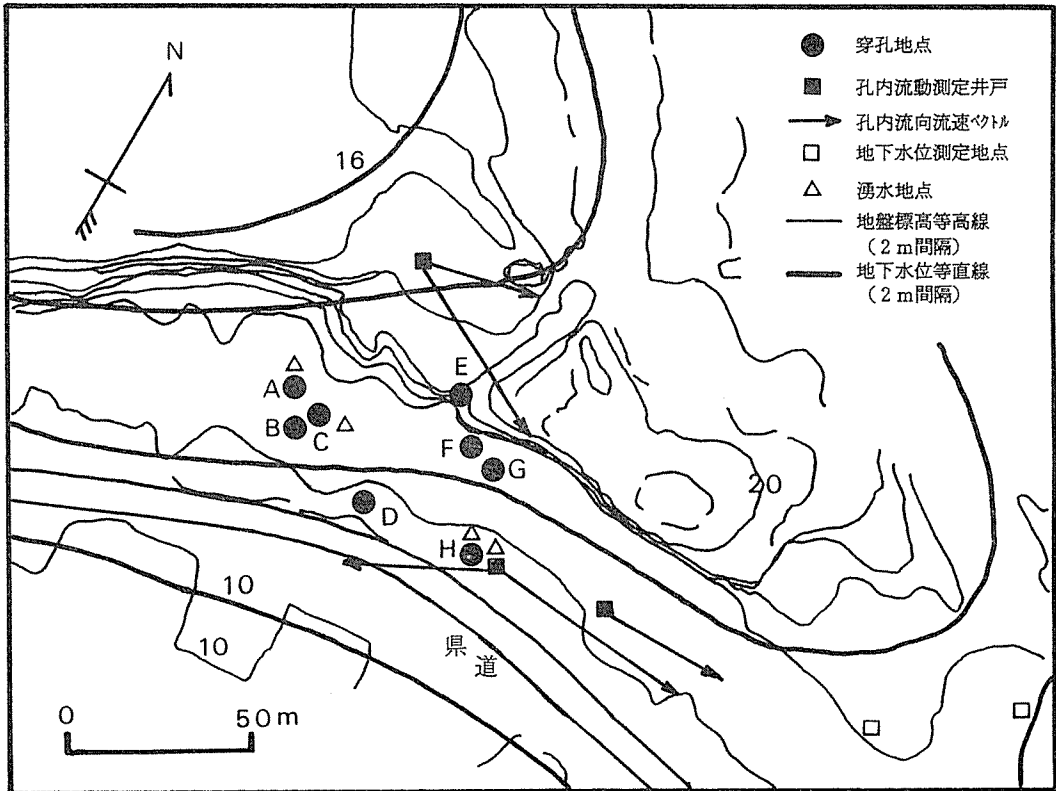 N
穿孔地点
孔内流動測定井戸
孔内流向流速ベクトル
地下水位測定地点
湧水地点
地盤標高等高線
(2m間隔)
地下水位等直線
(2m間隔)
16
E
A
B
C
F
G
20
D
H
10
10
県道
0 50m